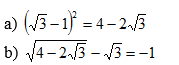 a) (√3 − 1)² = 4 − 2√3
b) √(4 − 2√3) − √3 = −1